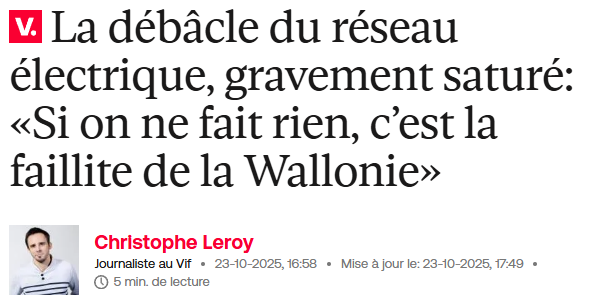 V. La débâcle du réseau
électrique, gravement saturé:
«Si on ne fait rien, c’est la
faillite de la Wallonie»
Christophe Leroy
Journaliste au Vif • 23-10-2025, 16:58 • Mise à jour le: 23-10-2025, 17:49 •
5 min. de lecture